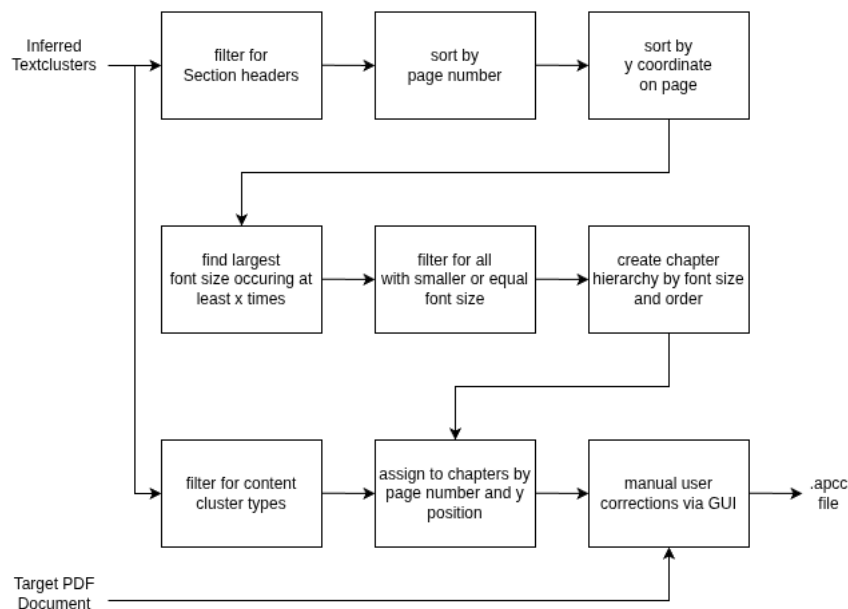 Inferred
Textclusters
filter for
Section headers
sort by
page number
sort by
y coordinate
on page
find largest
font size occuring at
least x times
filter for all
with smaller or equal
font size
create chapter
hierarchy by font size
and order
filter for content
cluster types
assign to chapters by
page number and y
position
manual user
corrections via GUI
.apcc
file
Target PDF
Document